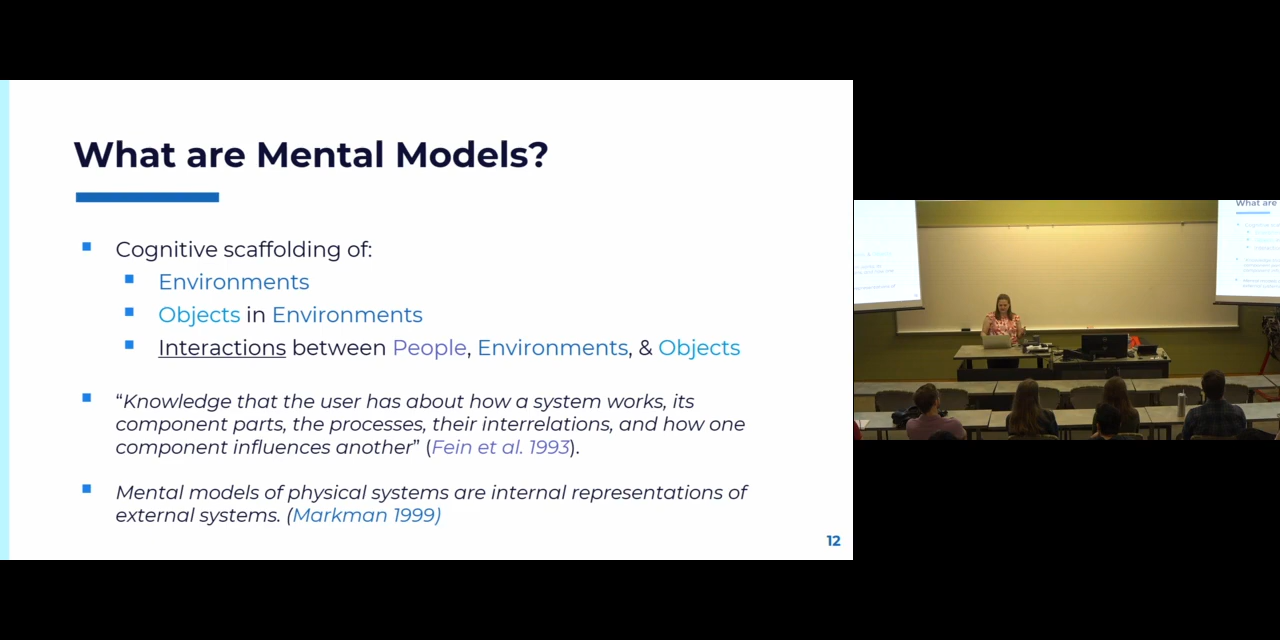 What are Mental Models?
Cognitive scaffolding of:
Environments
Objects in Environments
Interactions between People, Environments, & Objects
“Knowledge that the user has about how a system works, its
component parts, the processes, their interrelations, and how one
component influences another” (Fein et al. 1993).
Mental models of physical systems are internal representations of
external systems. (Markman 1999)
12
What are